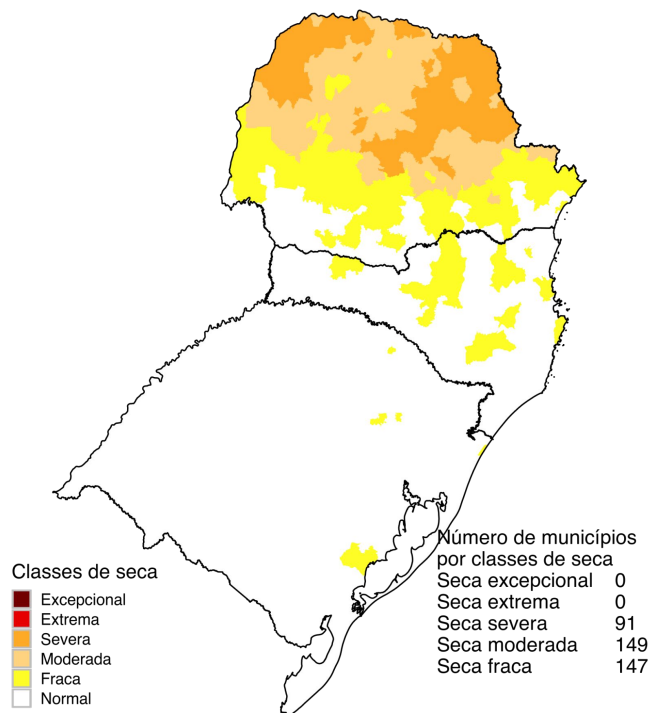 Classes de seca
Excepcional
Extrema
Severa
Moderada
Fraca
Normal
Número de municípios
por classes de seca
Seca excepcional 0
Seca extrema 0
Seca severa 91
Seca moderada 149
Seca fraca 147